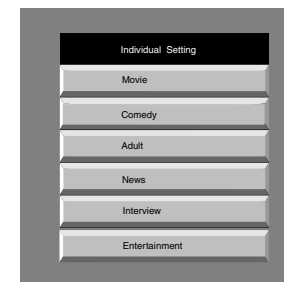 Individual Setting
Movie
Comedy
Adult
News
Interview
Entertainment